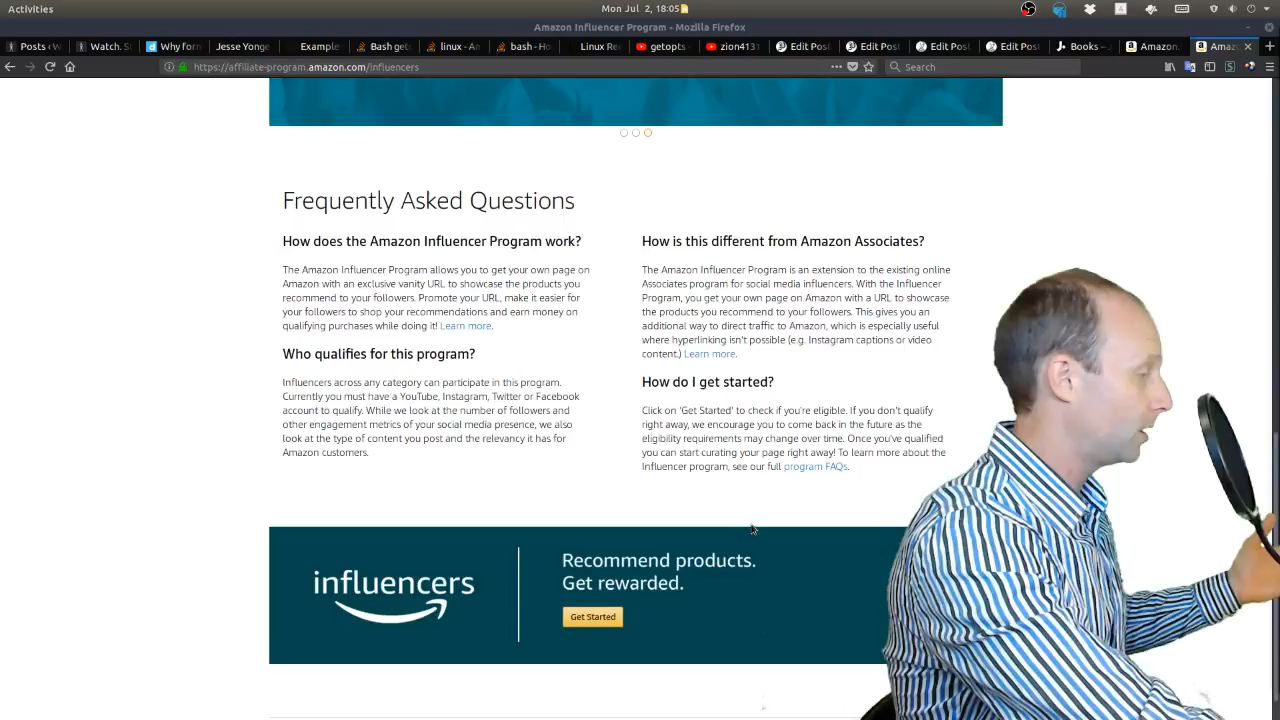 Activities
Mon Jul 2, 18:05
Amazon Influencer Program - Mozilla Firefox
Posts ‹ W
Watch. S
Why forn
Jesse Yonge
Example
Bash get
linux - An
bash - Ho
Linux Re
getopts
zion4131
Edit Post
Edit Post
Edit Post
Edit Post
Books –
Amazon
Amaz
https://affiliate-program.amazon.com/influencers
Search
Frequently Asked Questions
How does the Amazon Influencer Program work?
The Amazon Influencer Program allows you to get your own page on
Amazon with an exclusive vanity URL to showcase the products you
recommend to your followers. Promote your URL, make it easier for
your followers to shop your recommendations and earn money on
qualifying purchases while doing it! Learn more.
Who qualifies for this program?
Influencers across any category can participate in this program.
Currently you must have a YouTube, Instagram, Twitter or Facebook
account to qualify. While we look at the number of followers and
other engagement metrics of your social media presence, we also
look at the type of content you post and the relevancy it has for
Amazon customers.
How is this different from Amazon Associates?
The Amazon Influencer Program is an extension to the existing online
Associates program for social media influencers. With the Influencer
Program, you get your own page on Amazon with a URL to showcase
the products you recommend to your followers. This gives you an
additional way to direct traffic to Amazon, which is especially useful
where hyperlinking isn't possible (e.g. Instagram captions or video
content.) Learn more.
How do I get started?
Click on 'Get Started' to check if you're eligible. If you don't qualify
right away, we encourage you to come back in the future as the
eligibility requirements may change over time. Once you've qualified
you can start curating your page right away! To learn more about the
Influencer program, see our full program FAQs.
influencers
Recommend products.
Get rewarded.
Get Started